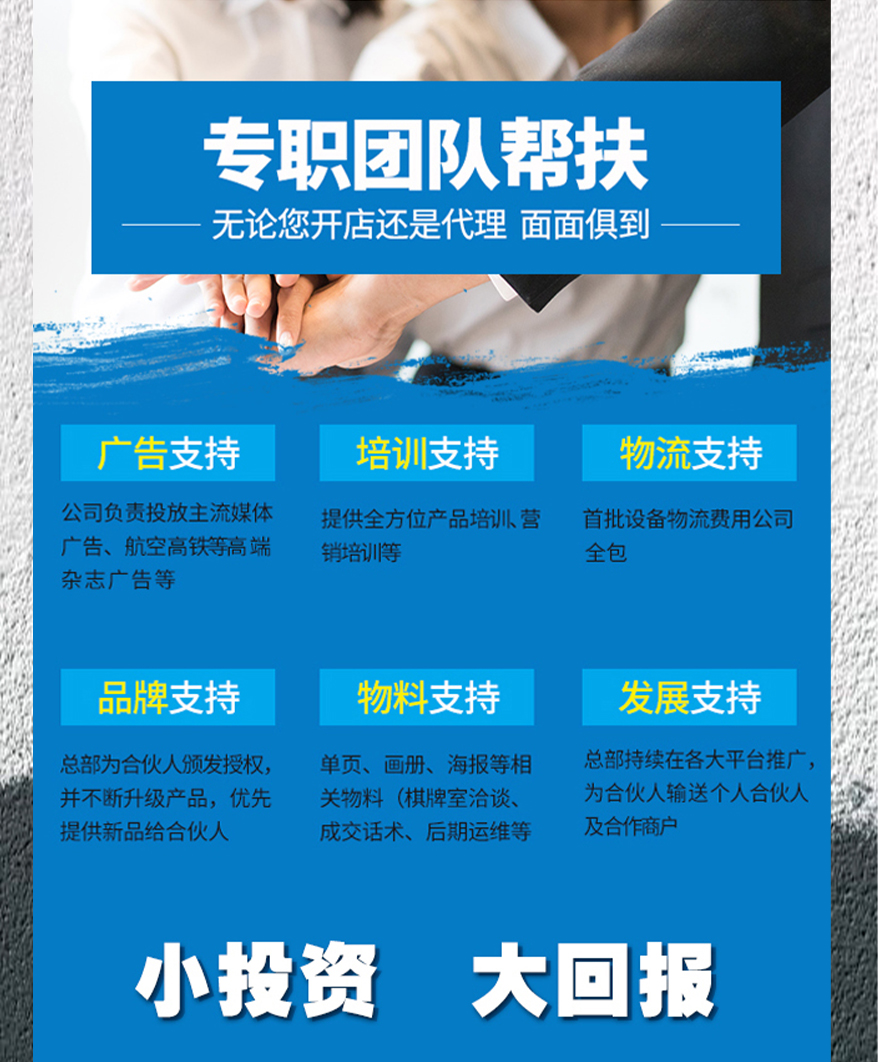 专职团队帮扶
无论您开店还是代理 面面俱到
广告支持
公司负责投放主流媒体
广告、航空高铁等高端
杂志广告等
培训支持
提供全方位产品培训、营
销培训等
物流支持
首批设备物流费用公司
全包
品牌支持
总部为合伙人颁发授权，
并不断升级产品，优先
提供新品给合伙人
物料支持
单页、画册、海报等相
关物料（棋牌室洽谈、
成交话术、后期运维等
发展支持
总部持续在各大平台推广，
为合伙人输送个人合伙人
及合作商户
小投资 大回报